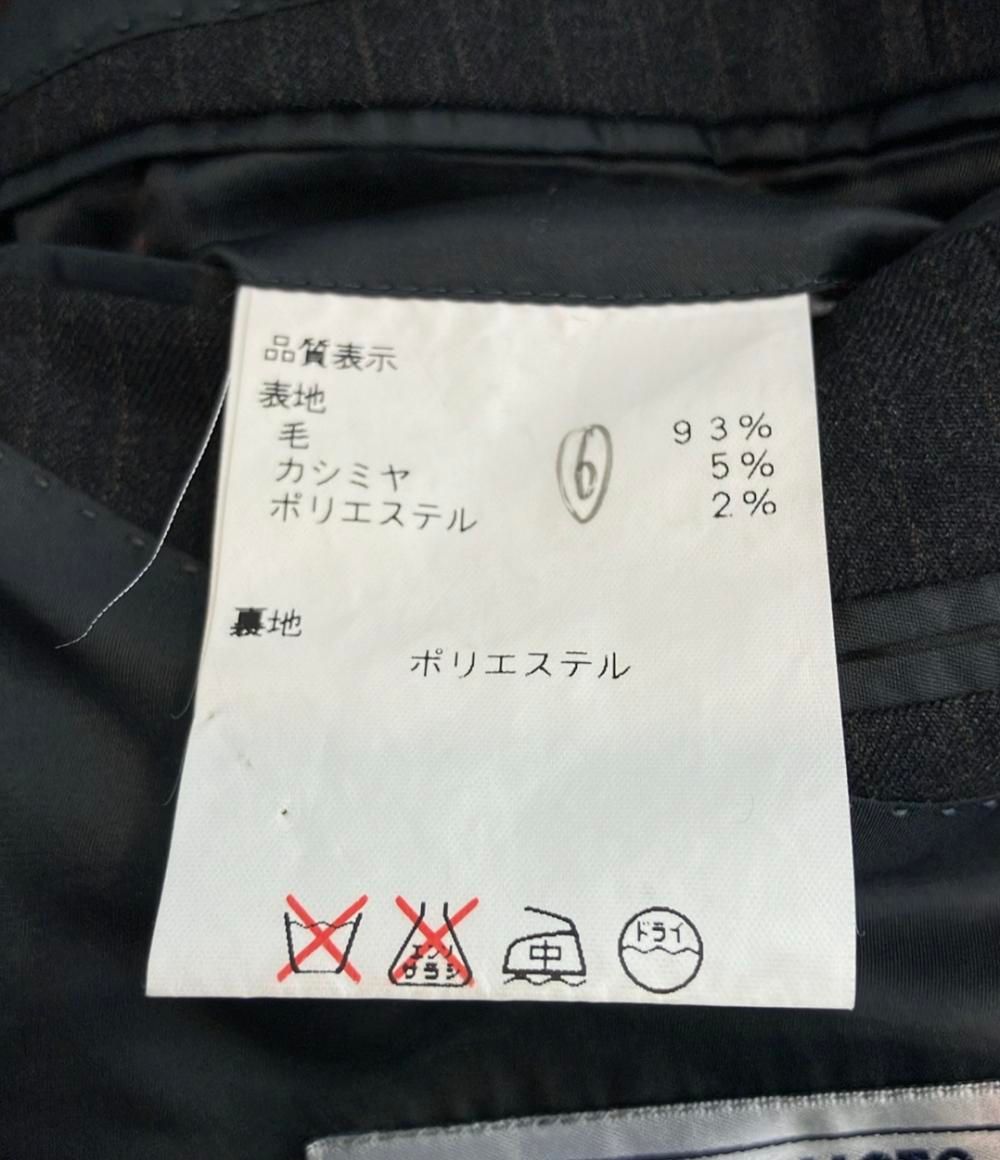 品質表示
表地
毛 93%
カシミヤ 5%
ポリエステル 2%
6
裏地
ポリエステル
エンソ
サラシ
中
ドライ